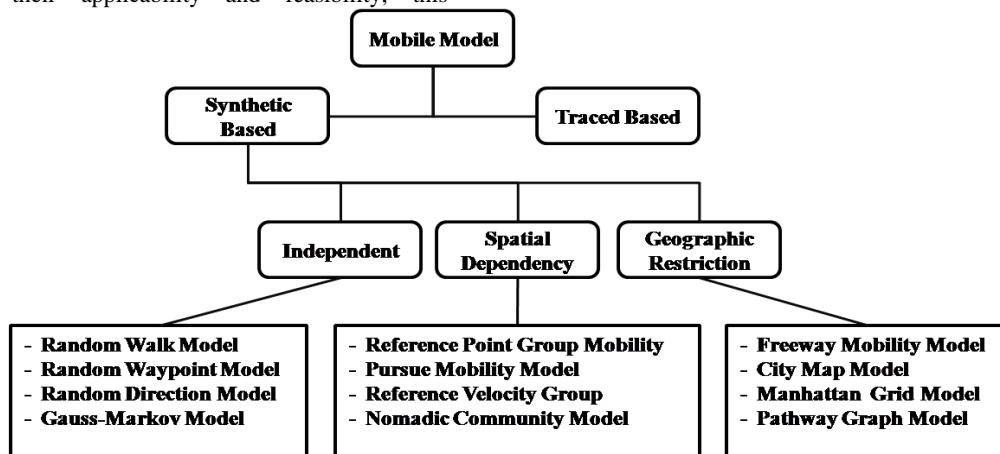 their applicability and feasibility, this
Mobile Model
Synthetic
Based
Traced Based
Independent
Spatial
Dependency
Geographic
Restriction
- Random Walk Model
- Random Waypoint Model
- Random Direction Model
- Gauss-Markov Model
- Reference Point Group Mobility
- Pursue Mobility Model
- Reference Velocity Group
- Nomadic Community Model
- Freeway Mobility Model
- City Map Model
- Manhattan Grid Model
- Pathway Graph Model